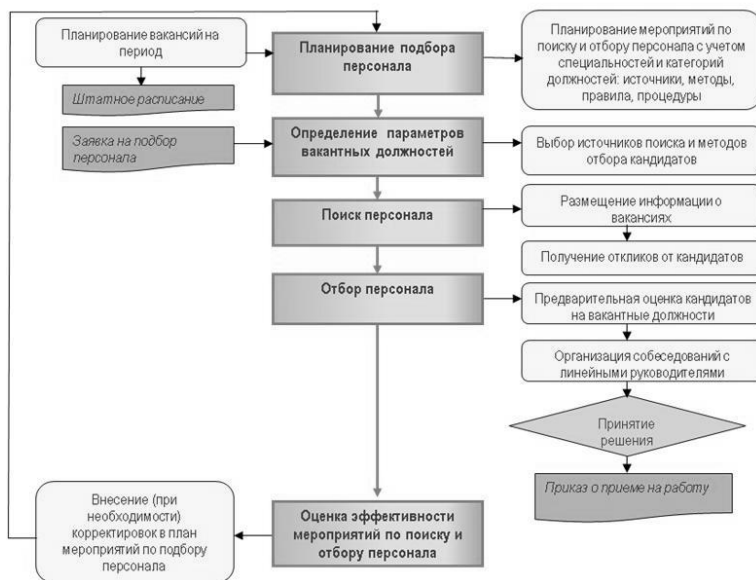 Планирование вакансий на
период
Штатное расписание
Планирование подбора
персонала
Планирование мероприятий по
поиску и отбору персонала с учетом
специальностей и категорий
должностей: источники, методы,
правила, процедуры
Заявка на подбор
персонала
Определение параметров
вакантных должностей
Выбор источников поиска и методов
отбора кандидатов
Поиск персонала
Размещение информации о
вакансиях
Получение откликов от кандидатов
Отбор персонала
Предварительная оценка кандидатов
на вакантные должности
Организация собеседований с
линейными руководителями
Принятие
решения
Приказ о приеме на работу
Оценка эффективности
мероприятий по поиску и
отбору персонала
Внесение (при
необходимости)
корректировок в план
мероприятий по подбору
персонала